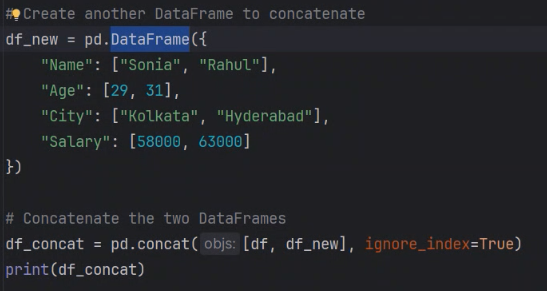 # Create another DataFrame to concatenate
df_new = pd.DataFrame({
    "Name": ["Sonia", "Rahul"],
    "Age": [29, 31],
    "City": ["Kolkata", "Hyderabad"],
    "Salary": [58000, 63000]
})
# Concatenate the two DataFrames
df_concat = pd.concat( objs: [df, df_new], ignore_index=True)
print(df_concat)